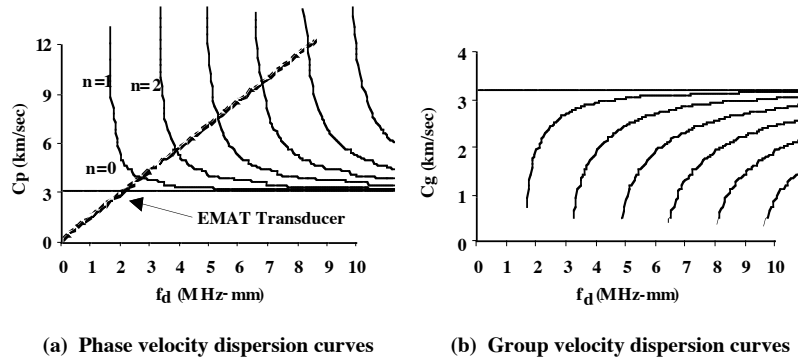 12
9
6
3
0
Cp (km/sec)
n=1
n=2
n=0
EMAT Transducer
0 1 2 3 4 5 6 7 8 9 10
fd (MHz-mm)
(a) Phase velocity dispersion curves
4
3
2
1
0
Cg (km/sec)
0 1 2 3 4 5 6 7 8 9 10
fd (MHz-mm)
(b) Group velocity dispersion curves